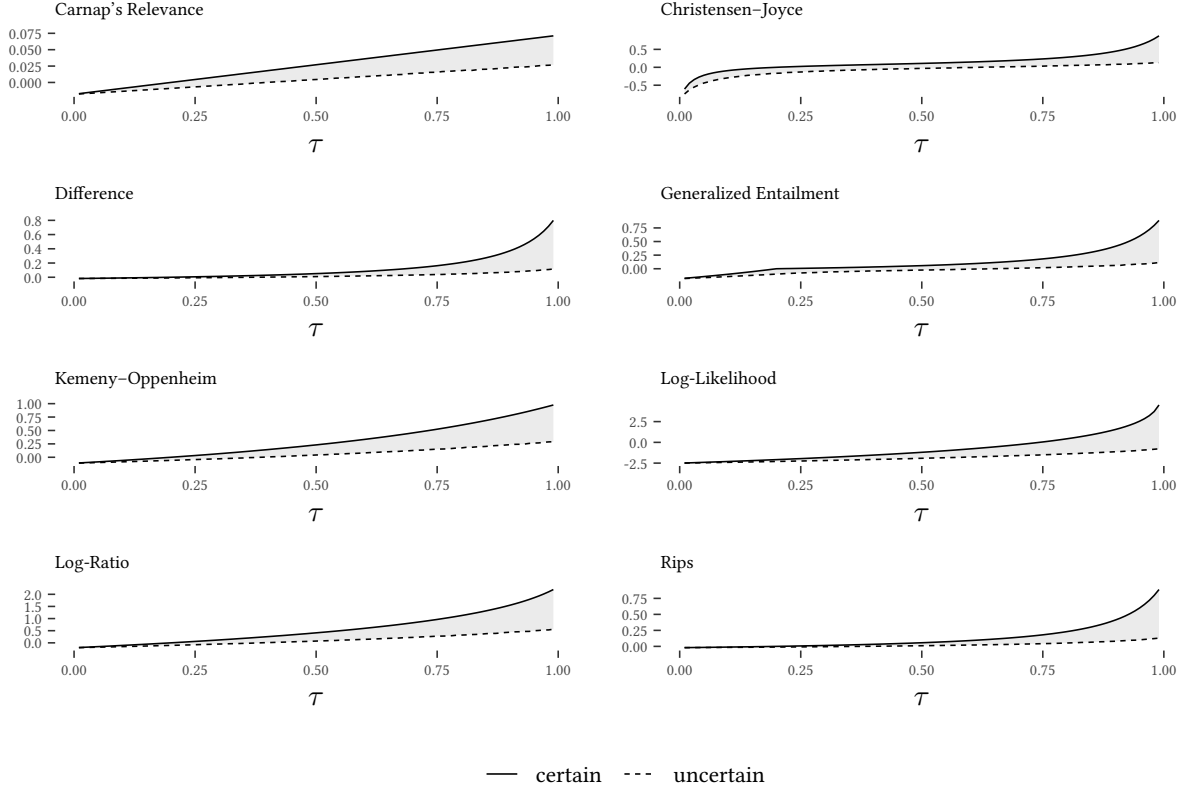 Carnap’s Relevance
0.075
0.050
0.025
0.000
0.00 0.25 0.50 0.75 1.00
τ
Christensen–Joyce
0.5
0.0
-0.5
0.00 0.25 0.50 0.75 1.00
τ
Difference
0.8
0.6
0.4
0.2
0.0
0.00 0.25 0.50 0.75 1.00
τ
Generalized Entailment
0.75
0.50
0.25
0.00
0.00 0.25 0.50 0.75 1.00
τ
Kemeny–Oppenheim
1.00
0.75
0.50
0.25
0.00
0.00 0.25 0.50 0.75 1.00
τ
Log-Likelihood
2.5
0.0
-2.5
0.00 0.25 0.50 0.75 1.00
τ
Log-Ratio
2.0
1.5
1.0
0.5
0.0
0.00 0.25 0.50 0.75 1.00
τ
Rips
0.75
0.50
0.25
0.00
0.00 0.25 0.50 0.75 1.00
τ
certain uncertain